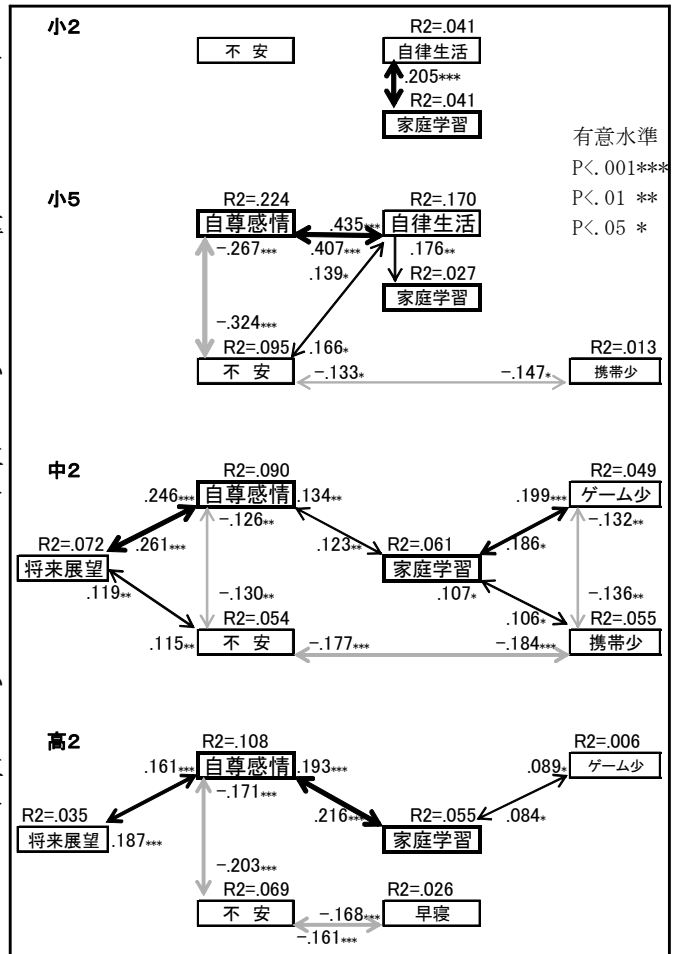 小2
R2=.041
不 安
自律生活
.205***
R2=.041
家庭学習
有意水準
P<.001***
P<.01 **
P<.05 *
小5
R2=.224
R2=.170
自尊感情
.435***
自律生活
-.267***
.407***
.176**
.139*
R2=.027
家庭学習
-.324***
R2=.095
.166*
R2=.013
不 安
-.133*
-.147*
携帯少
中2
R2=.090
R2=.049
.246***
自尊感情
.134**
.199***
ゲーム少
-.126**
-.132**
R2=.072
.261***
.123**
R2=.061
.186*
将来展望
家庭学習
.119**
-.130**
.107*
-.136**
R2=.054
.106*
R2=.055
.115**
不 安
-.177***
-.184***
携帯少
高2
R2=.108
R2=.006
.161***
自尊感情
.193***
.089*
ゲーム少
-.171***
R2=.035
.216***
R2=.055
.084*
将来展望
.187***
家庭学習
-.203***
R2=.069
R2=.026
不 安
-.168***
早寝
-.161***